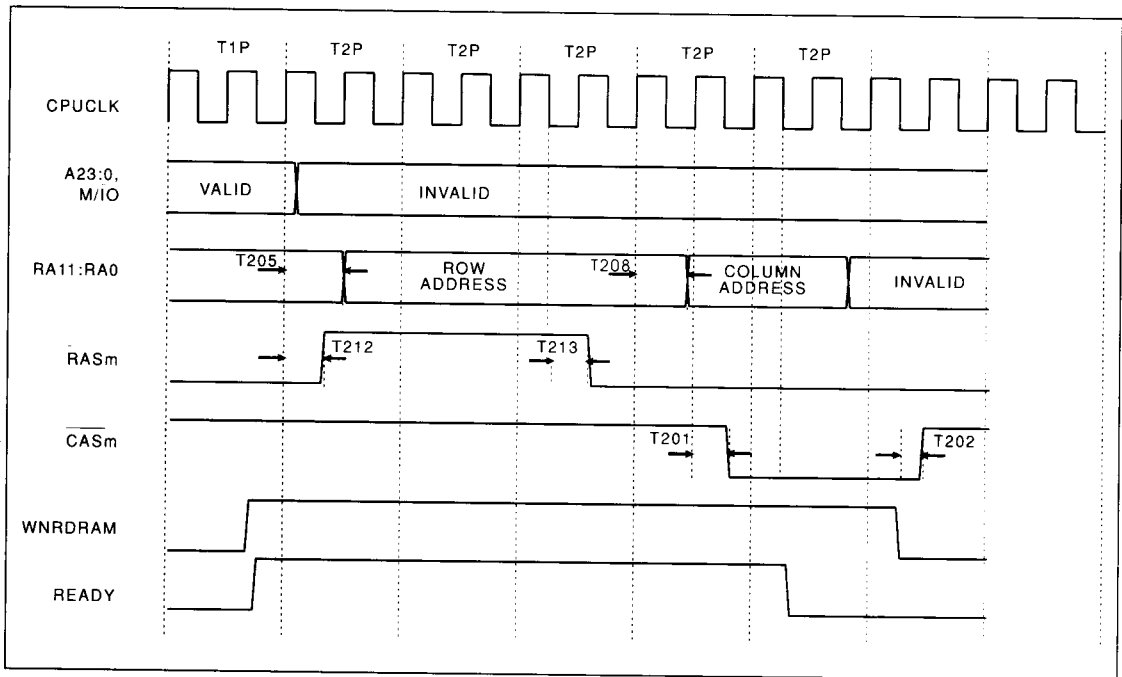 T1P T2P T2P T2P T2P T2P
CPUCLK
A23:0,
M/IO
VALID INVALID
RA11:RA0
T205 ROW
ADDRESS
T208 COLUMN
ADDRESS
INVALID
RASm
T212 T213
CASm
T201 T202
WNRDRAM
READY